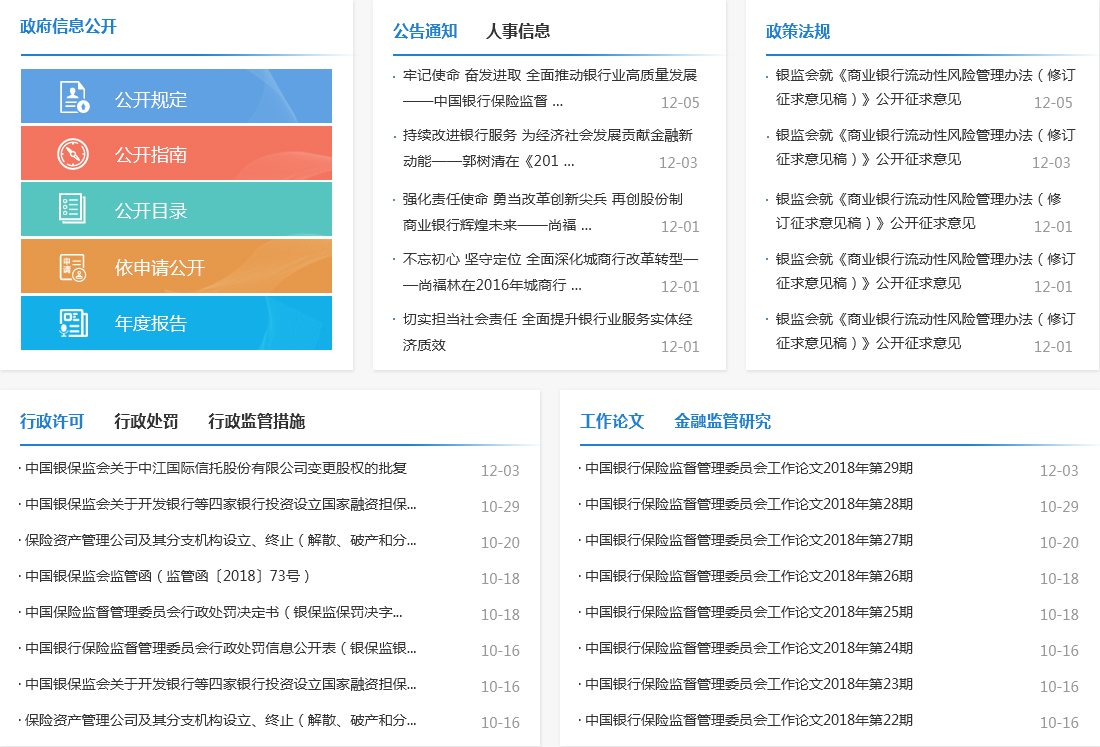 政府信息公开
公开规定
公开指南
公开目录
申请
依申请公开
年度报告
公告通知 人事信息
· 牢记使命 奋发进取 全面推动银行业高质量发展
——中国银行保险监督 ... 12-05
· 持续改进银行服务 为经济社会发展贡献金融新
动能——郭树清在《201 ... 12-03
· 强化责任使命 勇当改革创新尖兵 再创股份制
商业银行辉煌未来——尚福 ... 12-01
· 不忘初心 坚守定位 全面深化城商行改革转型—
—尚福林在2016年城商行 ... 12-01
· 切实担当社会责任 全面提升银行业服务实体经
济质效 12-01
政策法规
· 银监会就《商业银行流动性风险管理办法（修订
征求意见稿）》公开征求意见 12-05
· 银监会就《商业银行流动性风险管理办法（修订
征求意见稿）》公开征求意见 12-03
· 银监会就《商业银行流动性风险管理办法（修
订征求意见稿）》公开征求意见 12-01
· 银监会就《商业银行流动性风险管理办法（修订
征求意见稿）》公开征求意见 12-01
· 银监会就《商业银行流动性风险管理办法（修订
征求意见稿）》公开征求意见 12-01
行政许可 行政处罚 行政监管措施
· 中国银保监会关于中江国际信托股份有限公司变更股权的批复 12-03
· 中国银保监会关于开发银行等四家银行投资设立国家融资担保... 10-29
· 保险资产管理公司及其分支机构设立、终止（解散、破产和分... 10-20
· 中国银保监会监管函（监管函〔2018〕73号） 10-18
· 中国保险监督管理委员会行政处罚决定书（银保监保罚决字... 10-18
· 中国银行保险监督管理委员会行政处罚信息公开表（银保监银... 10-16
· 中国银保监会关于开发银行等四家银行投资设立国家融资担保... 10-16
· 保险资产管理公司及其分支机构设立、终止（解散、破产和分... 10-16
工作论文 金融监管研究
· 中国银行保险监督管理委员会工作论文2018年第29期 12-03
· 中国银行保险监督管理委员会工作论文2018年第28期 10-29
· 中国银行保险监督管理委员会工作论文2018年第27期 10-20
· 中国银行保险监督管理委员会工作论文2018年第26期 10-18
· 中国银行保险监督管理委员会工作论文2018年第25期 10-18
· 中国银行保险监督管理委员会工作论文2018年第24期 10-16
· 中国银行保险监督管理委员会工作论文2018年第23期 10-16
· 中国银行保险监督管理委员会工作论文2018年第22期 10-16